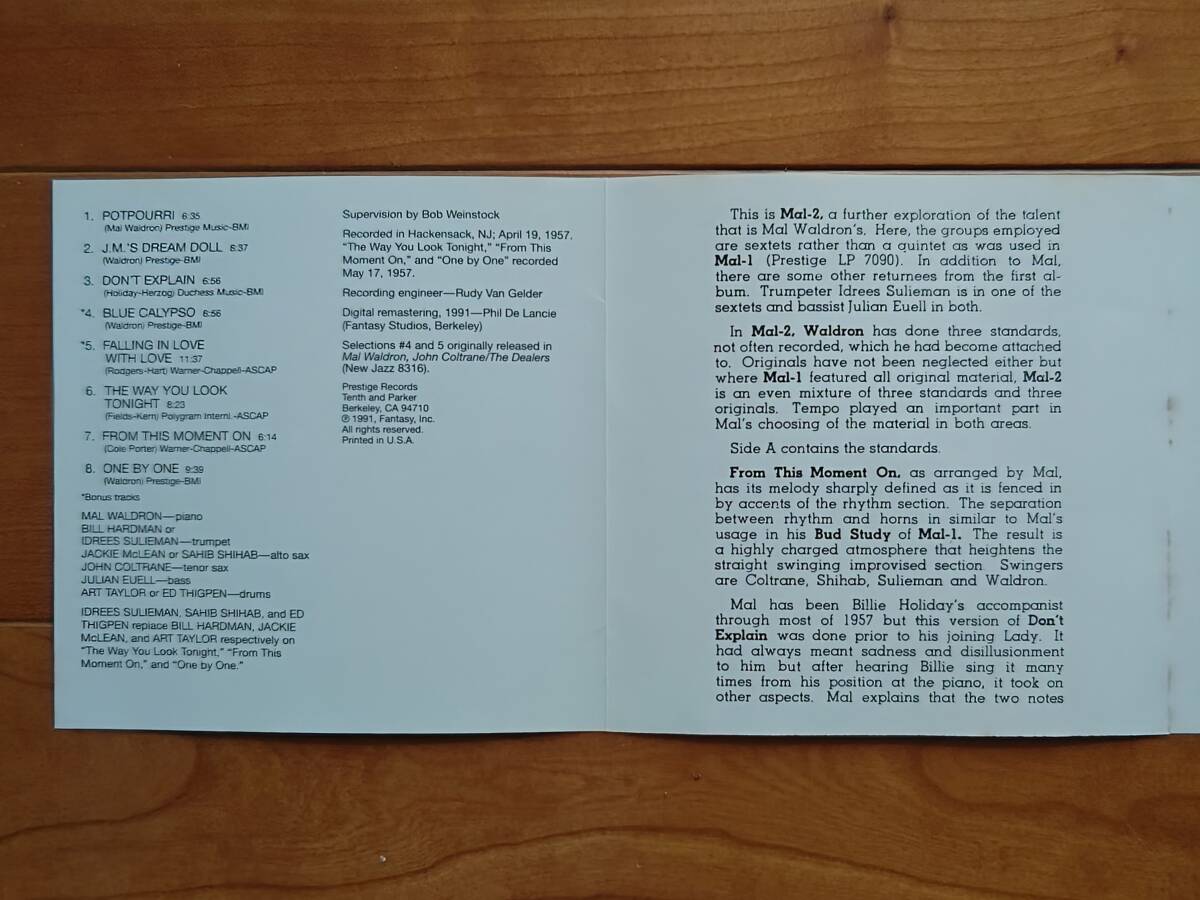 1. POTPOURRI 6:35
(Mal Waldron) Prestige Music-BMI
2. J.M.'S DREAM DOLL 8:37
(Waldron) Prestige-BMI
3. DON'T EXPLAIN 6:56
(Holiday-Herzog) Duchess Music-BMI
*4. BLUE CALYPSO 6:56
(Waldron) Prestige-BMI
*5. FALLING IN LOVE
WITH LOVE 11:37
(Rodgers-Hart) Warner-Chappell-ASCAP
6. THE WAY YOU LOOK
TONIGHT 8:23
(Fields-Kern) Polygram Internl.-ASCAP
7. FROM THIS MOMENT ON 6:14
(Cole Porter) Warner-Chappell-ASCAP
8. ONE BY ONE 9:39
(Waldron) Prestige-BMI
*Bonus tracks
MAL WALDRON—piano
BILL HARDMAN or
IDREES SULIEMAN—trumpet
JACKIE McLEAN or SAHIB SHIHAB—alto sax
JOHN COLTRANE—tenor sax
JULIAN EUELL—bass
ART TAYLOR or ED THIGPEN—drums
IDREES SULIEMAN, SAHIB SHIHAB, and ED
THIGPEN replace BILL HARDMAN, JACKIE
McLEAN, and ART TAYLOR respectively on
"The Way You Look Tonight," "From This
Moment On," and "One by One."
Supervision by Bob Weinstock
Recorded in Hackensack, NJ; April 19, 1957.
"The Way You Look Tonight," "From This
Moment On," and "One by One" recorded
May 17, 1957.
Recording engineer—Rudy Van Gelder
Digital remastering, 1991—Phil De Lancie
(Fantasy Studios, Berkeley)
Selections #4 and 5 originally released in
Mal Waldron, John Coltrane/The Dealers
(New Jazz 8316).
Prestige Records
Tenth and Parker
Berkeley, CA 94710
℗ 1991, Fantasy, Inc.
All rights reserved.
Printed in U.S.A.
This is Mal-2, a further exploration of the talent
that is Mal Waldron's. Here, the groups employed
are sextets rather than a quintet as was used in
Mal-1 (Prestige LP 7090). In addition to Mal,
there are some other returnees from the first al-
bum. Trumpeter Idrees Sulieman is in one of the
sextets and bassist Julian Euell in both.
In Mal-2, Waldron has done three standards,
not often recorded, which he had become attached
to. Originals have not been neglected either but
where Mal-1 featured all original material, Mal-2
is an even mixture of three standards and three
originals. Tempo played an important part in
Mal's choosing of the material in both areas.
Side A contains the standards.
From This Moment On, as arranged by Mal,
has its melody sharply defined as it is fenced in
by accents of the rhythm section. The separation
between rhythm and horns in similar to Mal's
usage in his Bud Study of Mal-1. The result is
a highly charged atmosphere that heightens the
straight swinging improvised section. Swingers
are Coltrane, Shihab, Sulieman and Waldron.
Mal has been Billie Holiday's accompanist
through most of 1957 but this version of Don't
Explain was done prior to his joining Lady. It
had always meant sadness and disillusionment
to him but after hearing Billie sing it many
times from his position at the piano, it took on
other aspects. Mal explains that the two notes